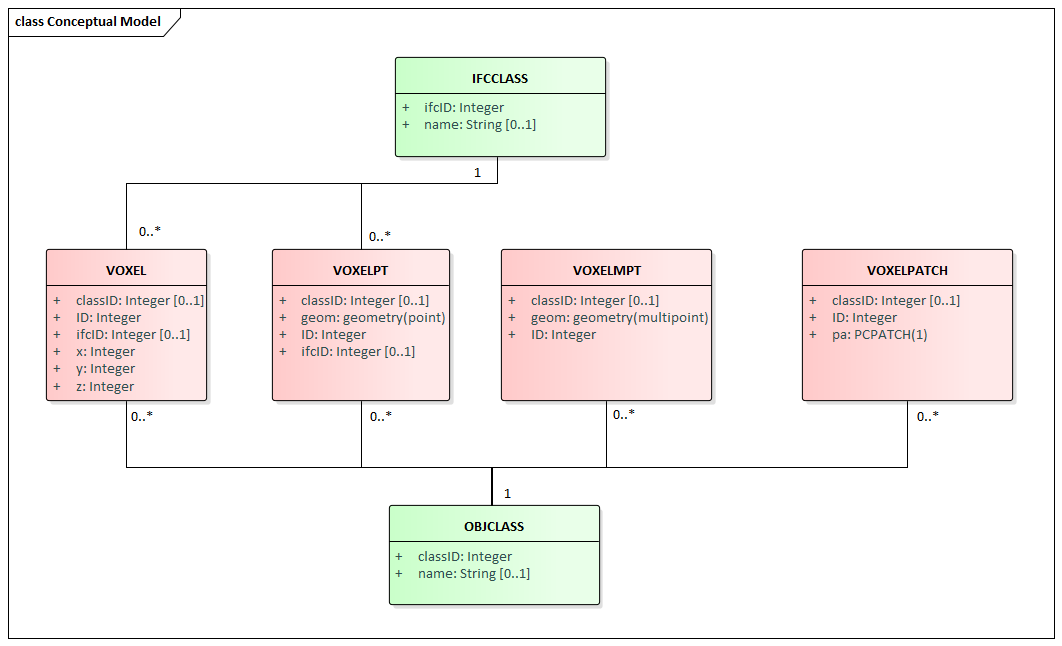 class Conceptual Model
IFCCLASS
+ ifcID: Integer
+ name: String [0..1]
1
0..*
0..*
VOXEL
+ classID: Integer [0..1]
+ ID: Integer
+ ifcID: Integer [0..1]
+ x: Integer
+ y: Integer
+ z: Integer
VOXELPT
+ classID: Integer [0..1]
+ geom: geometry(point)
+ ID: Integer
+ ifcID: Integer [0..1]
VOXELMPT
+ classID: Integer [0..1]
+ geom: geometry(multipoint)
+ ID: Integer
VOXELPATCH
+ classID: Integer [0..1]
+ ID: Integer
+ pa: PCPATCH(1)
0..*
0..*
0..*
0..*
1
OBJCLASS
+ classID: Integer
+ name: String [0..1]